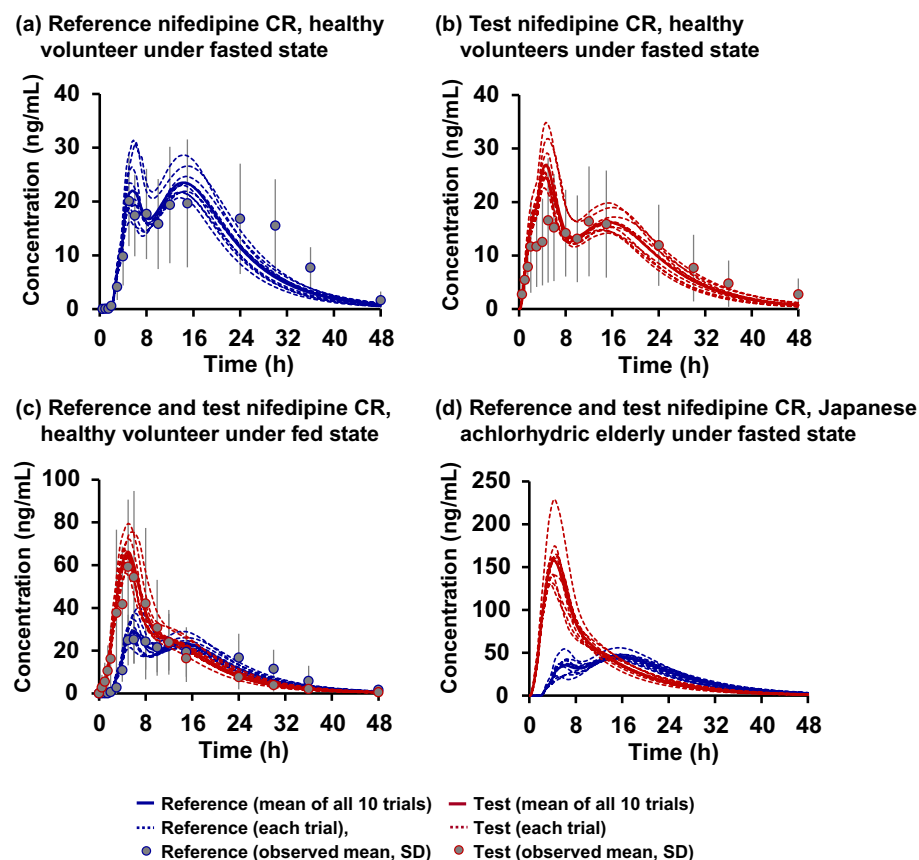 (a) Reference nifedipine CR, healthy
volunteer under fasted state
Concentration (ng/mL)
40
30
20
10
0
0 8 16 24 32 40 48
Time (h)
(b) Test nifedipine CR, healthy
volunteers under fasted state
Concentration (ng/mL)
40
30
20
10
0
0 8 16 24 32 40 48
Time (h)
(c) Reference and test nifedipine CR,
healthy volunteer under fed state
Concentration (ng/mL)
100
80
60
40
20
0
0 8 16 24 32 40 48
Time (h)
(d) Reference and test nifedipine CR, Japanese
achlorhydric elderly under fasted state
Concentration (ng/mL)
250
200
150
100
50
0
0 8 16 24 32 40 48
Time (h)
Reference (mean of all 10 trials)
Reference (each trial),
Reference (observed mean, SD)
Test (mean of all 10 trials)
Test (each trial)
Test (observed mean, SD)